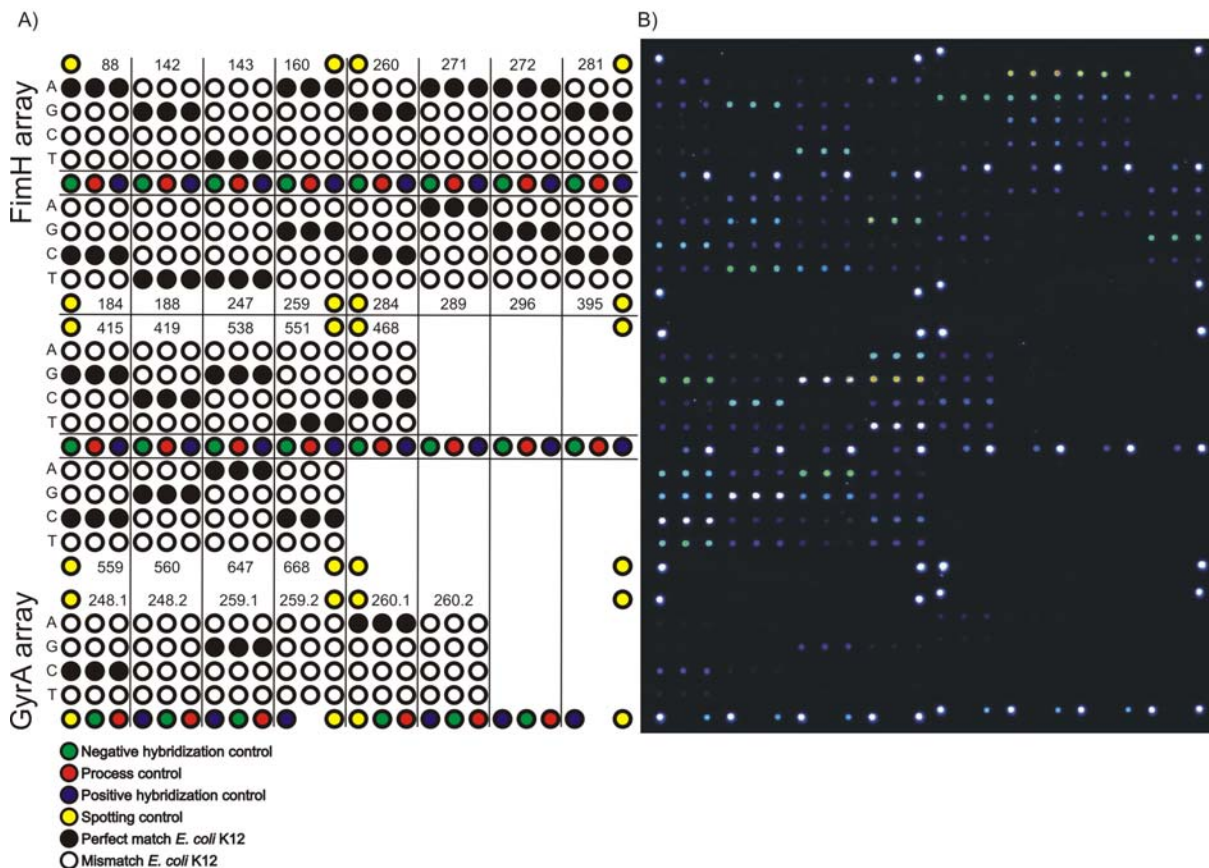 A) B)
88 142 143 160 260 271 272 281
A
G
C
T
FimH array
A
G
C
T
184 188 247 259 284 289 296 395
415 419 538 551 468
A
G
C
T
A
G
C
T
559 560 647 668
248.1 248.2 259.1 259.2 260.1 260.2
A
G
C
T
GyrA array
Negative hybridization control
Process control
Positive hybridization control
Spotting control
Perfect match E. coli K12
Mismatch E. coli K12